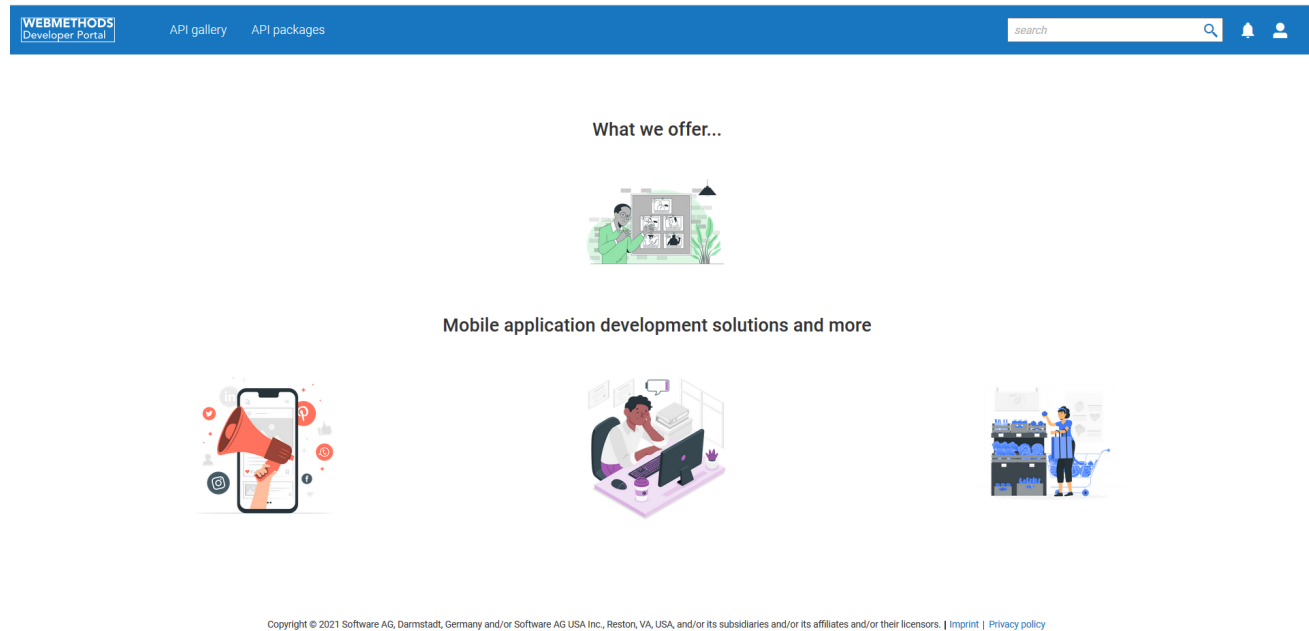 WEBMETHODS
Developer Portal
API gallery
API packages
search
What we offer...
Mobile application development solutions and more
Copyright © 2021 Software AG, Darmstadt, Germany and/or Software AG USA Inc., Reston, VA, USA, and/or its subsidiaries and/or its affiliates and/or their licensors. | Imprint | Privacy policy